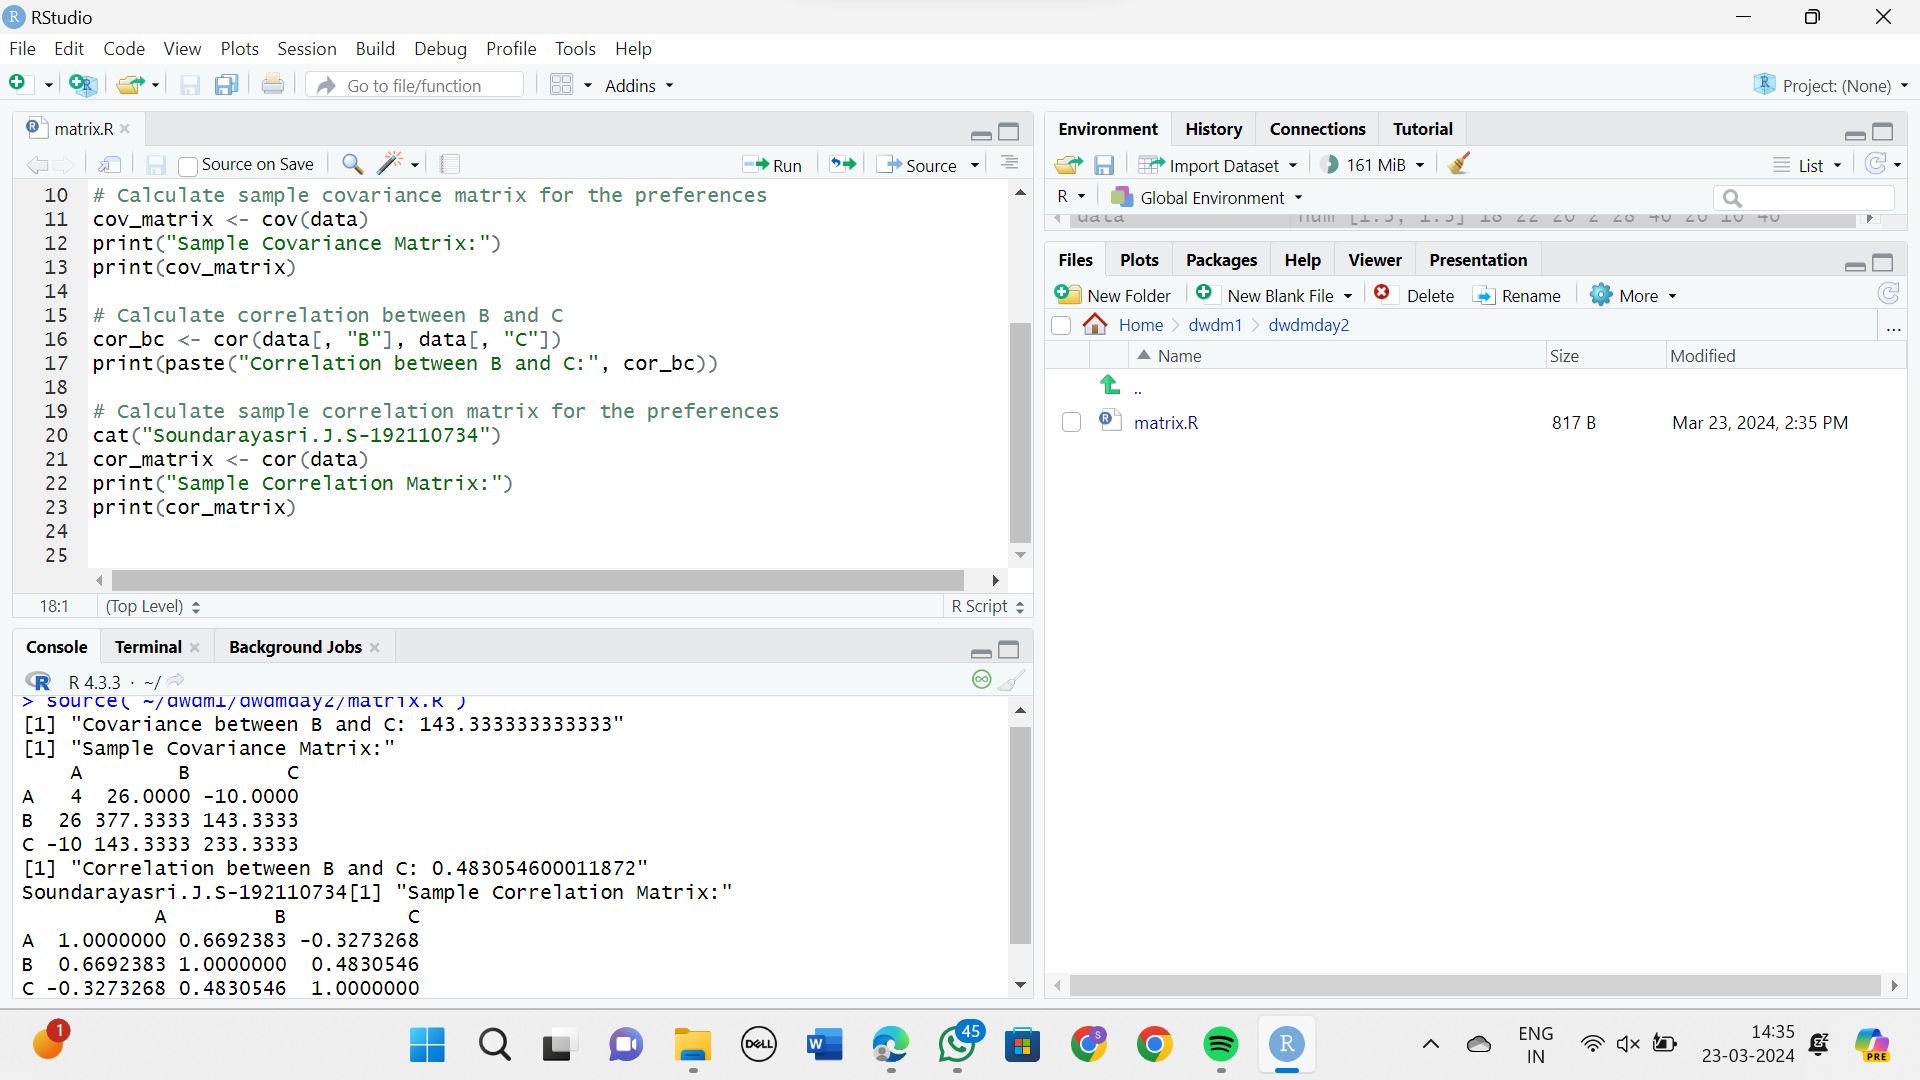 RStudio
File Edit Code View Plots Session Build Debug Profile Tools Help
Go to file/function Addins Project: (None)
matrix.R
Source on Save Run Source
10 # Calculate sample covariance matrix for the preferences
11 cov_matrix <- cov(data)
12 print("Sample Covariance Matrix:")
13 print(cov_matrix)
14
15 # Calculate correlation between B and C
16 cor_bc <- cor(data[, "B"], data[, "C"])
17 print(paste("Correlation between B and C:", cor_bc))
18
19 # Calculate sample correlation matrix for the preferences
20 cat("Soundarayasri.J.S-192110734")
21 cor_matrix <- cor(data)
22 print("Sample Correlation Matrix:")
23 print(cor_matrix)
24
25
18:1 (Top Level) R Script
Console Terminal Background Jobs
R 4.3.3 · ~/
> source("~/dwdm1/dwdmday2/matrix.R")
[1] "Covariance between B and C: 143.333333333333"
[1] "Sample Covariance Matrix:"
A B C
A 4 26.0000 -10.0000
B 26 377.3333 143.3333
C -10 143.3333 233.3333
[1] "Correlation between B and C: 0.483054600011872"
Soundarayasri.J.S-192110734[1] "Sample Correlation Matrix:"
A B C
A 1.0000000 0.6692383 -0.3273268
B 0.6692383 1.0000000 0.4830546
C -0.3273268 0.4830546 1.0000000
Environment History Connections Tutorial
Import Dataset 161 MiB List
R Global Environment
data num [1:3, 1:3] 18 22 20 2 28 40 20 10 40
Files Plots Packages Help Viewer Presentation
New Folder New Blank File Delete Rename More
Home dwdm1 dwdmday2 ...
Name Size Modified
..
matrix.R 817 B Mar 23, 2024, 2:35 PM
1
DELL
W
45
S
R
ENG
IN
14:35
23-03-2024
PRE